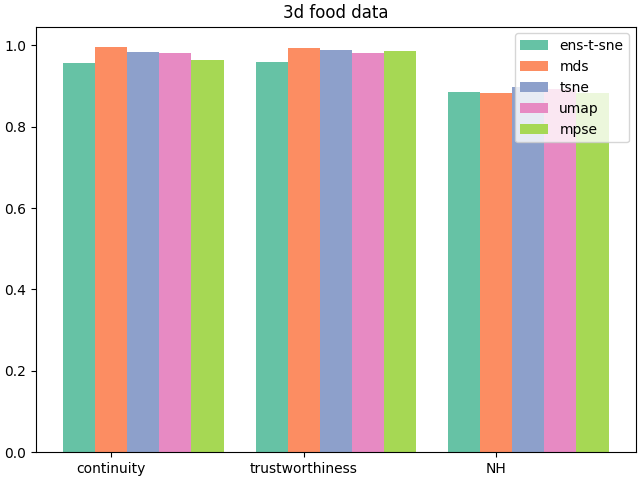 3d food data
1.0
0.8
0.6
0.4
0.2
0.0
continuity
trustworthiness
NH
ens-t-sne
mds
tsne
umap
mpse